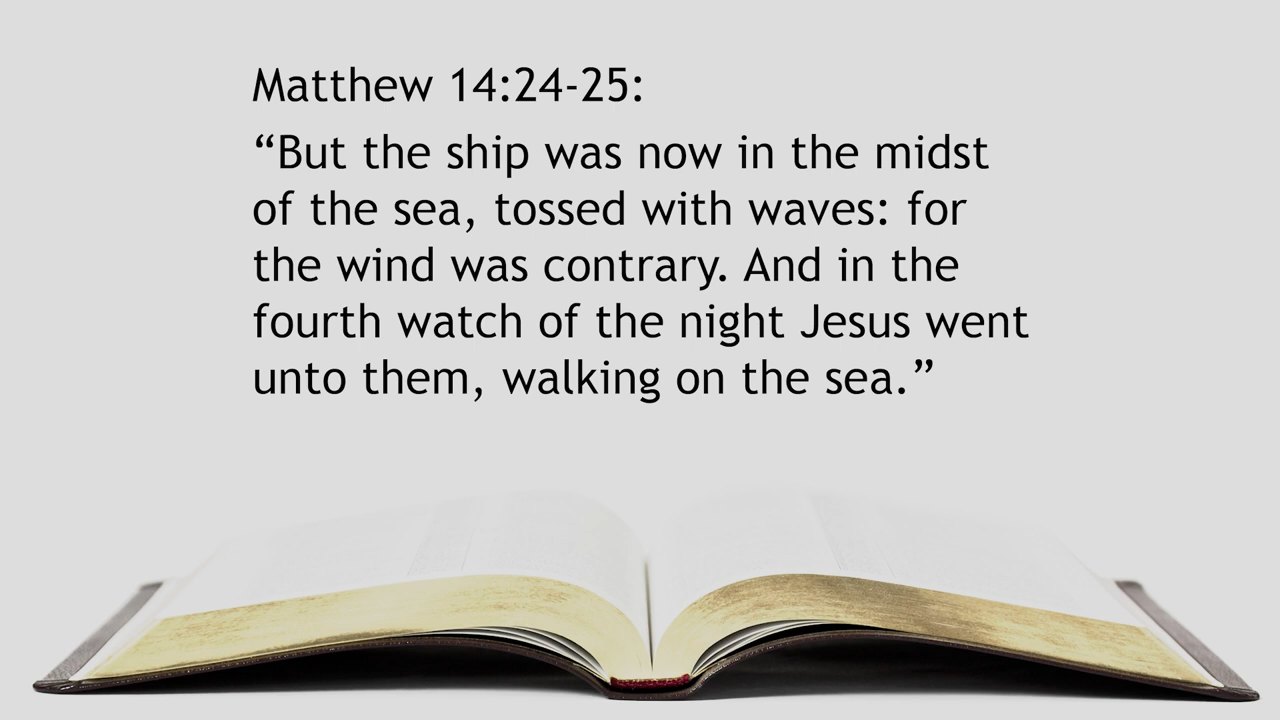 Matthew 14:24-25:
“But the ship was now in the midst
of the sea, tossed with waves: for
the wind was contrary. And in the
fourth watch of the night Jesus went
unto them, walking on the sea.”